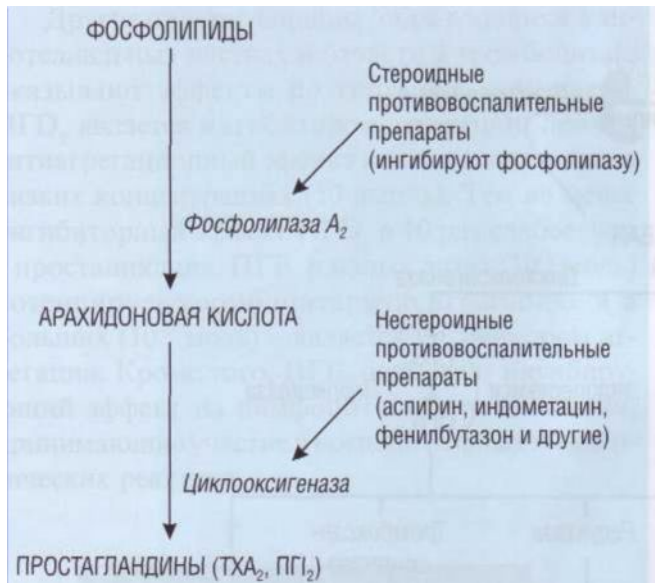 ФОСФОЛИПИДЫ
Стероидные
противовоспалительные
препараты
(ингибируют фосфолипазу)
Фосфолипаза А₂
АРАХИДОНОВАЯ КИСЛОТА
Нестероидные
противовоспалительные
препараты
(аспирин, индометацин,
фенилбутазон и другие)
Циклооксигеназа
ПРОСТАГЛАНДИНЫ (ТХА₂, ПГI₂)